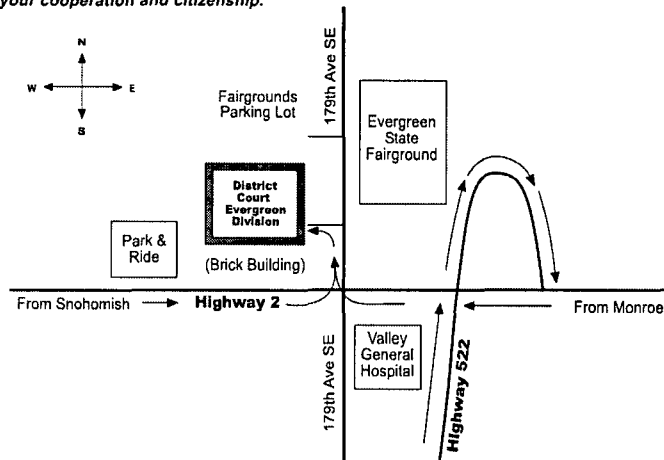 your cooperation and citizenship.
N
W
E
S
179th Ave SE
Fairgrounds
Parking Lot
Evergreen
State
Fairground
District
Court
Evergreen
Division
Park &
Ride
(Brick Building)
From Snohomish
Highway 2
From Monroe
179th Ave SE
Valley
General
Hospital
Highway 522